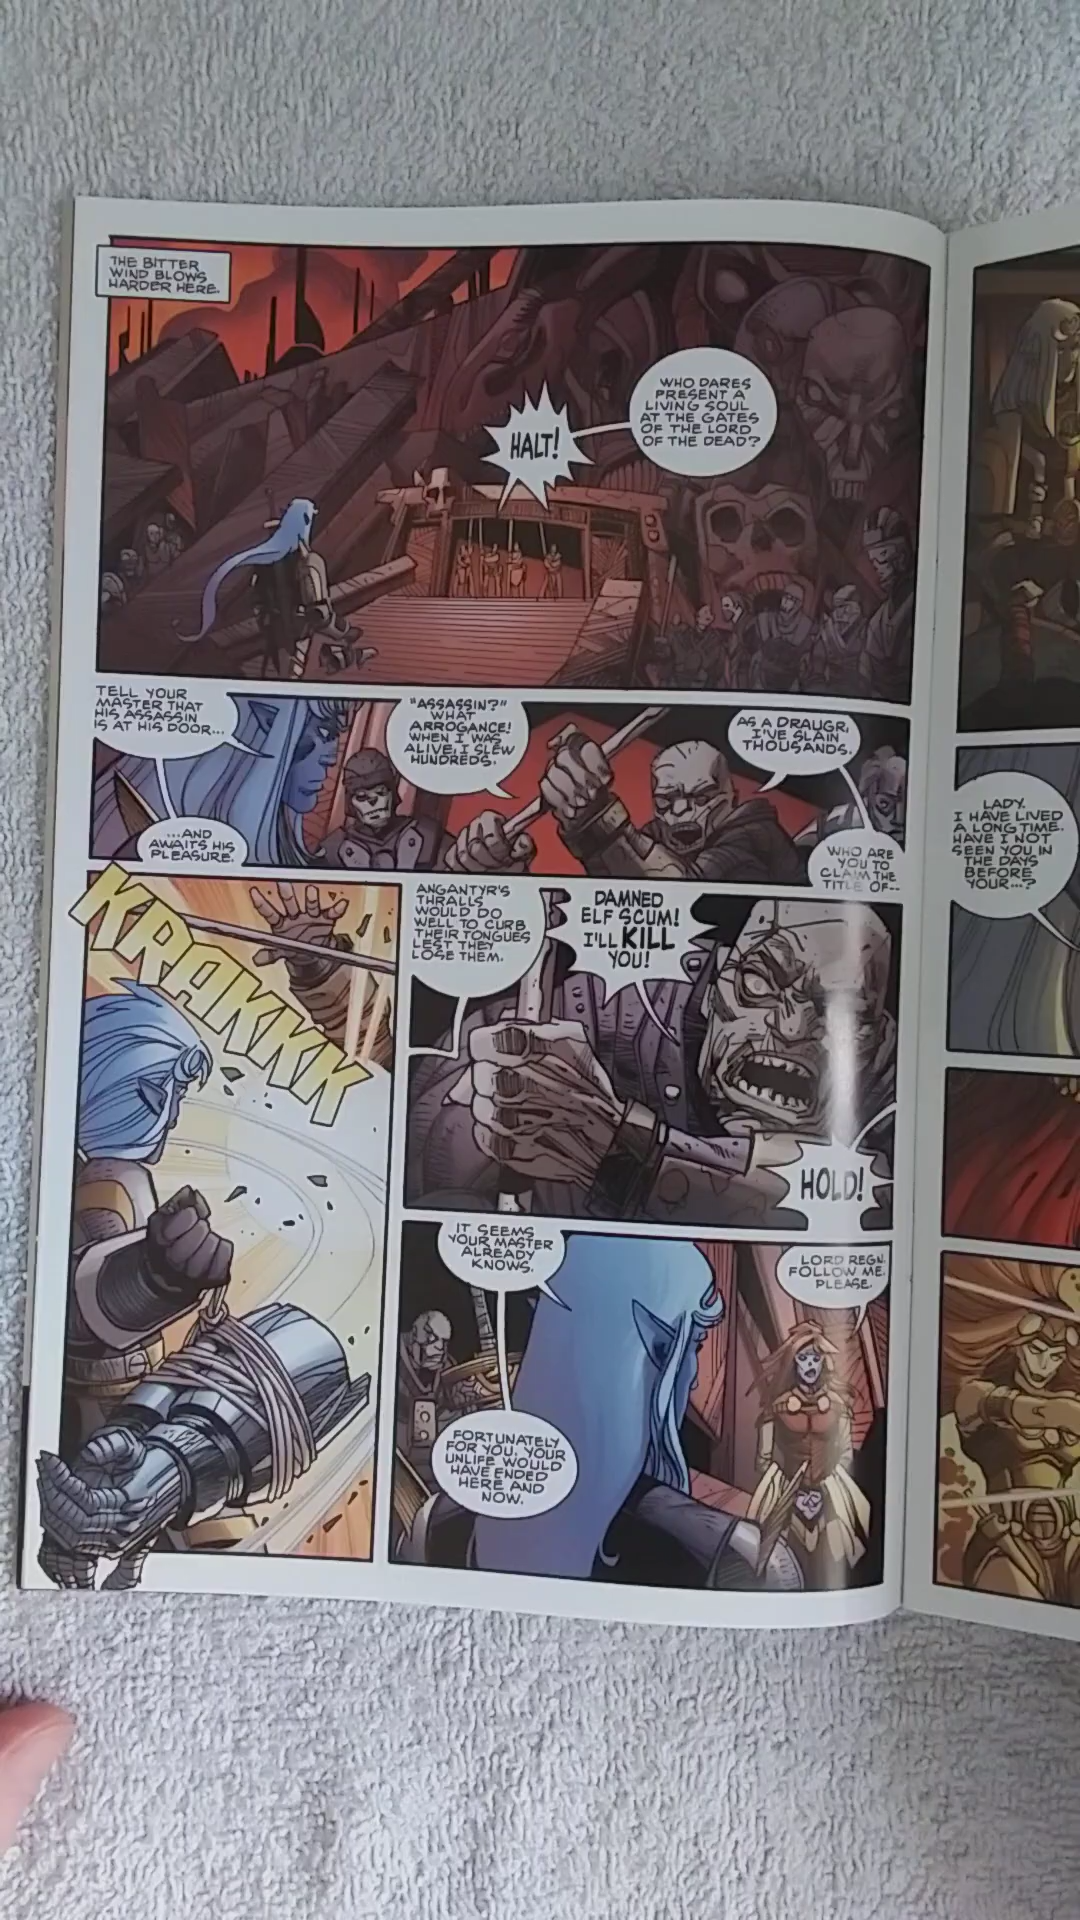 THE BITTER
WIND BLOWS
HARDER HERE.
HALT!
WHO DARES
PRESENT A
LIVING SOUL
AT THE GATES
OF THE LORD
OF THE DEAD?
TELL YOUR
MASTER THAT
HIS ASSASSIN
IS AT HIS DOOR...
...AND
AWAITS HIS
PLEASURE.
"ASSASSIN?"
WHAT
ARROGANCE!
WHEN I WAS
ALIVE, I SLEW
HUNDREDS.
AS A DRAUGR,
I'VE SLAIN
THOUSANDS.
WHO ARE
YOU TO
CLAIM THE
TITLE OF--
KRAKKK
ANGANTYR'S
THRALLS
WOULD DO
WELL TO CURB
THEIR TONGUES
LEST THEY
LOSE THEM.
DAMNED
ELF SCUM!
I'LL KILL
YOU!
HOLD!
IT SEEMS
YOUR MASTER
ALREADY
KNOWS.
FORTUNATELY
FOR YOU, YOUR
UNLIFE WOULD
HAVE ENDED
HERE AND
NOW.
LORD REGN.
FOLLOW ME,
PLEASE.
LADY.
I HAVE LIVED
A LONG TIME.
HAVE I NOT
SEEN YOU IN
THE DAYS
BEFORE
YOUR...?